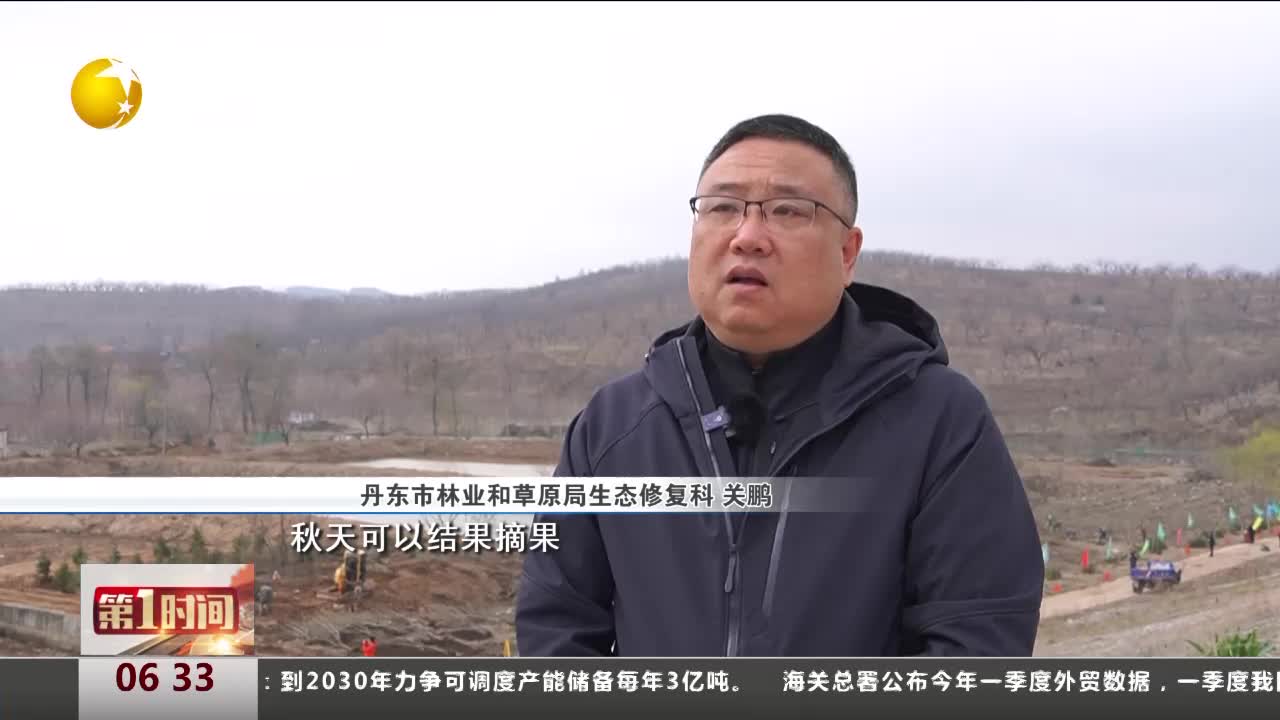 丹东市林业和草原局生态修复科 关鹏
秋天可以结果摘果
第1时间
06 33
：到2030年力争可调度产能储备每年3亿吨。 海关总署公布今年一季度外贸数据，一季度我